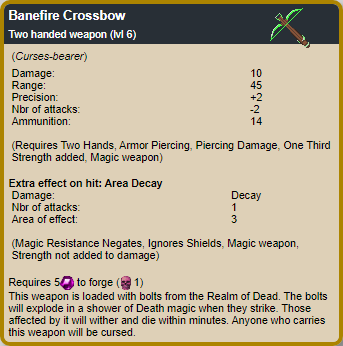 Banefire Crossbow
Two handed weapon (lvl 6)
(Curses-bearer)
Damage: 10
Range: 45
Precision: +2
Nbr of attacks: -2
Ammunition: 14
(Requires Two Hands, Armor Piercing, Piercing Damage, One Third
Strength added, Magic weapon)
Extra effect on hit: Area Decay
Damage: Decay
Nbr of attacks: 1
Area of effect: 3
(Magic Resistance Negates, Ignores Shields, Magic weapon,
Strength not added to damage)
Requires 5 to forge ( 1)
This weapon is loaded with bolts from the Realm of Dead. The bolts
will explode in a shower of Death magic when they strike. Those
affected by it will wither and die within minutes. Anyone who carries
this weapon will be cursed.